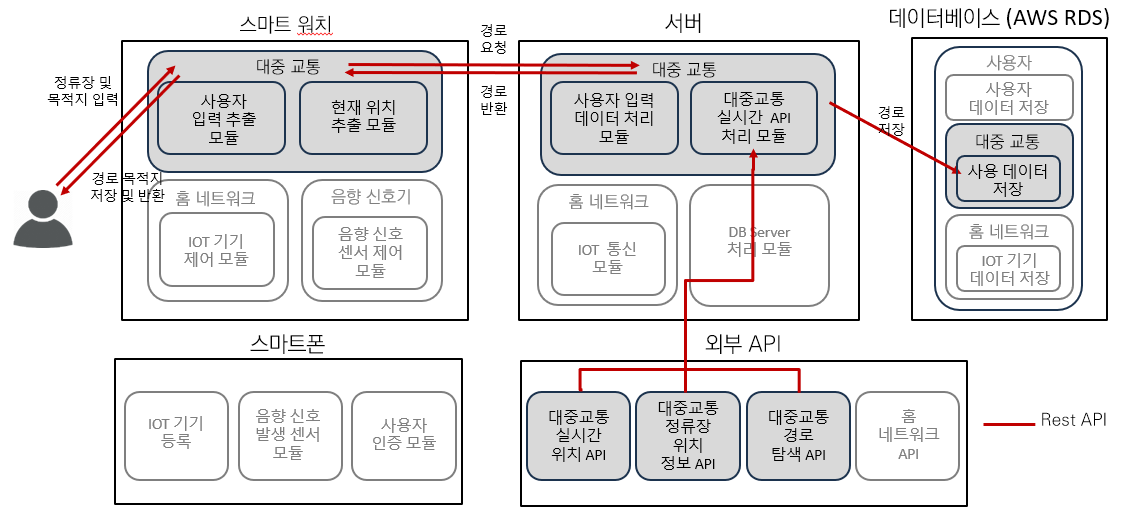 스마트 워치
서버
데이터베이스 (AWS RDS)
정류장 및
목적지 입력
경로 목적지
저장 및 반환
대중 교통
사용자
입력 추출
모듈
현재 위치
추출 모듈
홈 네트워크
IOT 기기
제어 모듈
음향 신호기
음향 신호
센서 제어
모듈
경로
요청
경로
반환
대중 교통
사용자 입력
데이터 처리
모듈
대중교통
실시간 API
처리 모듈
홈 네트워크
IOT 통신
모듈
DB Server
처리 모듈
경로
저장
사용자
사용자
데이터 저장
대중 교통
사용 데이터
저장
홈 네트워크
IOT 기기
데이터 저장
스마트폰
IOT 기기
등록
음향 신호
발생 센서
모듈
사용자
인증 모듈
외부 API
대중교통
실시간
위치 API
대중교통
정류장
위치
정보 API
대중교통
경로
탐색 API
홈
네트워크
API
Rest API